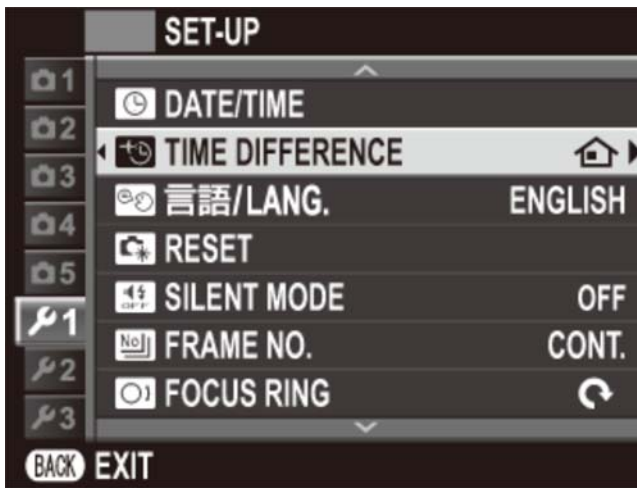 SET-UP
1
DATE/TIME
2
TIME DIFFERENCE
3
言語/LANG. ENGLISH
4
RESET
5
SILENT MODE OFF
1
FRAME NO. CONT.
2
FOCUS RING
3
BACK EXIT